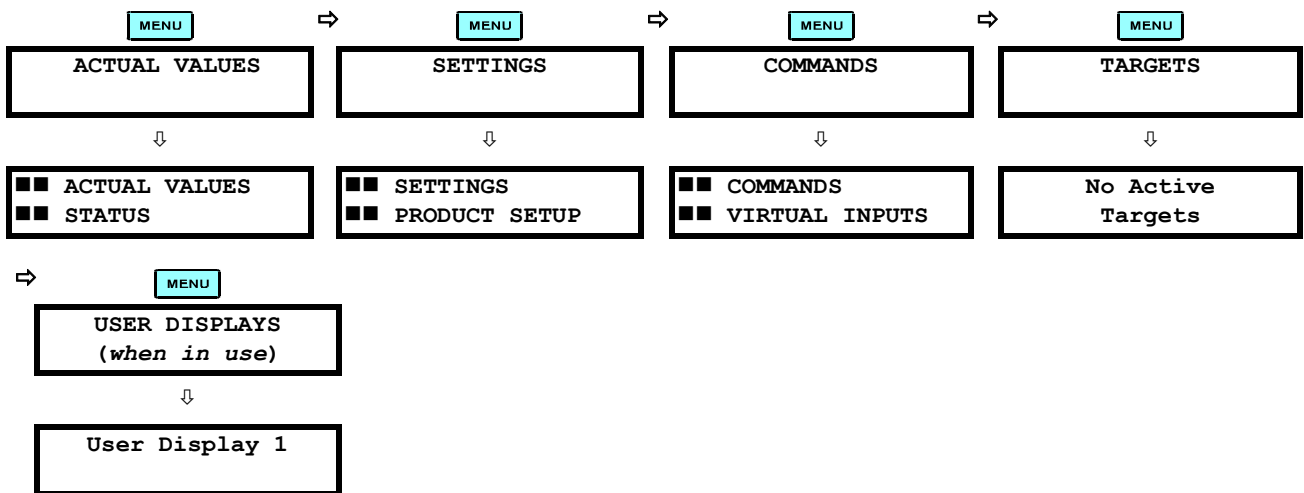 MENU MENU MENU MENU
ACTUAL VALUES SETTINGS COMMANDS TARGETS
ACTUAL VALUES SETTINGS COMMANDS No Active
STATUS PRODUCT SETUP VIRTUAL INPUTS Targets
MENU
USER DISPLAYS
(when in use)
User Display 1